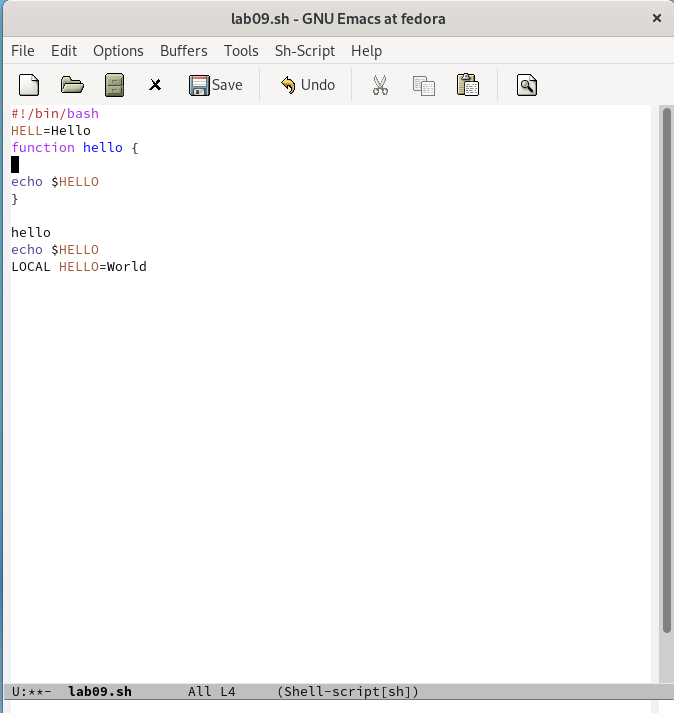 lab09.sh - GNU Emacs at fedora
File Edit Options Buffers Tools Sh-Script Help
Save Undo
#!/bin/bash
HELL=Hello
function hello {
echo $HELLO
}
hello
echo $HELLO
LOCAL HELLO=World
U:**- lab09.sh All L4 (Shell-script[sh])